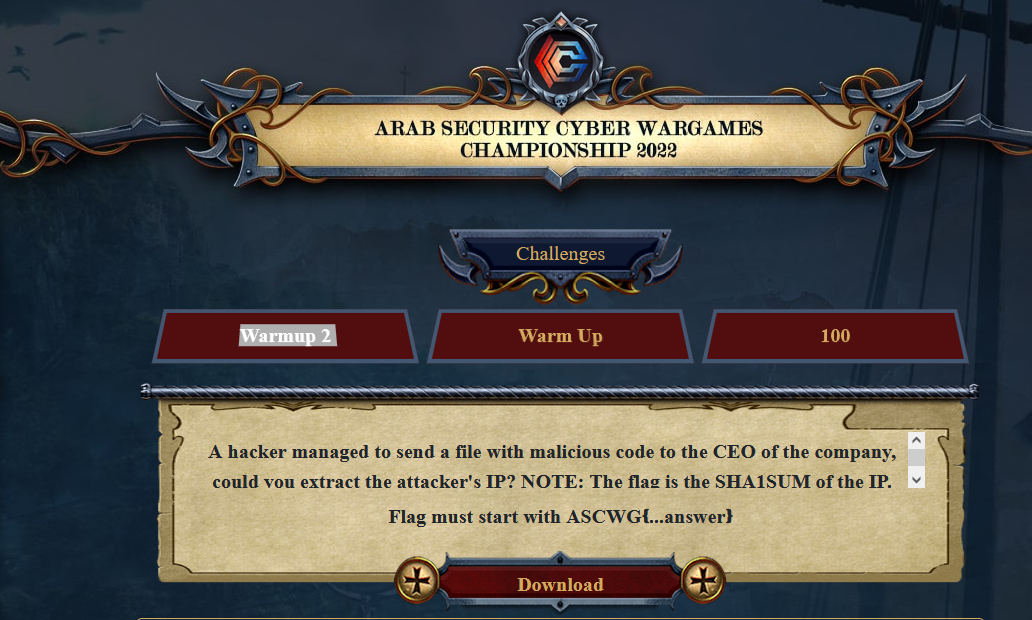 ARAB SECURITY CYBER WARGAMES
CHAMPIONSHIP 2022
Challenges
Warmup 2
Warm Up
100
A hacker managed to send a file with malicious code to the CEO of the company,
could you extract the attacker's IP? NOTE: The flag is the SHA1SUM of the IP.
Flag must start with ASCWG{...answer}
Download